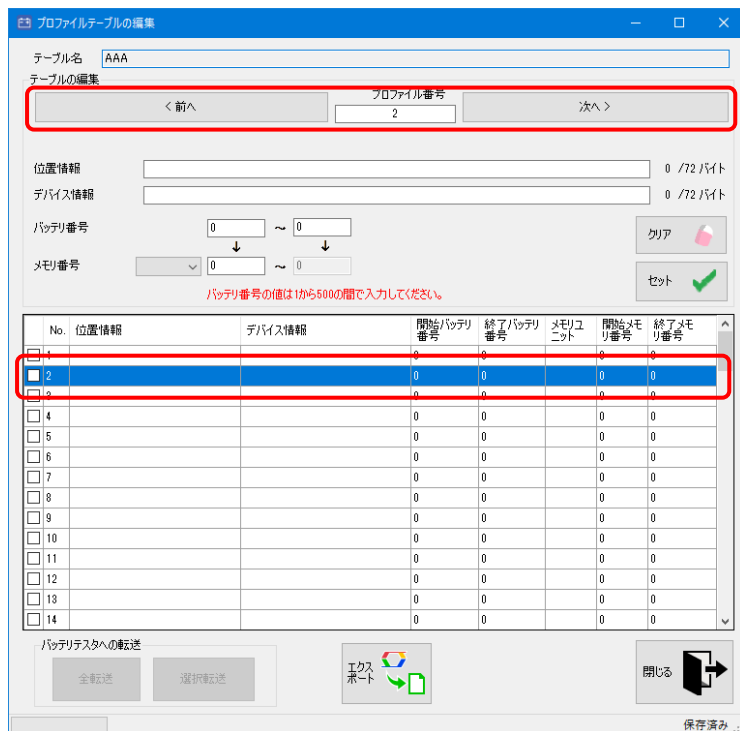 プロファイルテーブルの編集
テーブル名 AAA
テーブルの編集
プロファイル番号
< 前へ 2 次へ >
位置情報 0 /72 バイト
デバイス情報 0 /72 バイト
バッテリ番号 0 ～ 0
↓ ↓
クリア
メモリ番号 0 ～ 0
セット
バッテリ番号の値は1から500の間で入力してください。
No. 位置情報 デバイス情報 開始バッテリ番号 終了バッテリ番号 メモリユニット 開始メモリ番号 終了メモリ番号
1 0 0 0 0
2 0 0 0 0
3 0 0 0 0
4 0 0 0 0
5 0 0 0 0
6 0 0 0 0
7 0 0 0 0
8 0 0 0 0
9 0 0 0 0
10 0 0 0 0
11 0 0 0 0
12 0 0 0 0
13 0 0 0 0
14 0 0 0 0
バッテリテスタへの転送
全転送 選択転送
エクスポート
閉じる
保存済み